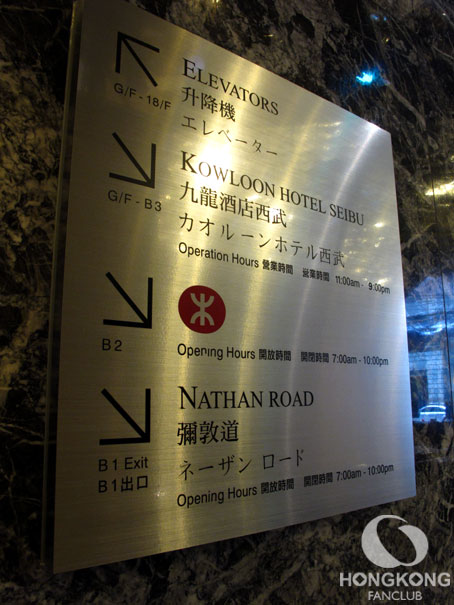 ELEVATORS
G/F - 18/F
升降機
エレベーター
KOWLOON HOTEL SEIBU
G/F - B3
九龍酒店西武
カオルーンホテル西武
Operation Hours 營業時間 營業時間 11:00am - 9:00pm
B2
Opening Hours 開放時間 開閉時間 7:00am - 10:00pm
NATHAN ROAD
彌敦道
B1 Exit
ネーザン ロード
B1出口
Opening Hours 開放時間 開閉時間 7:00am - 10:00pm
HONGKONG
FANCLUB